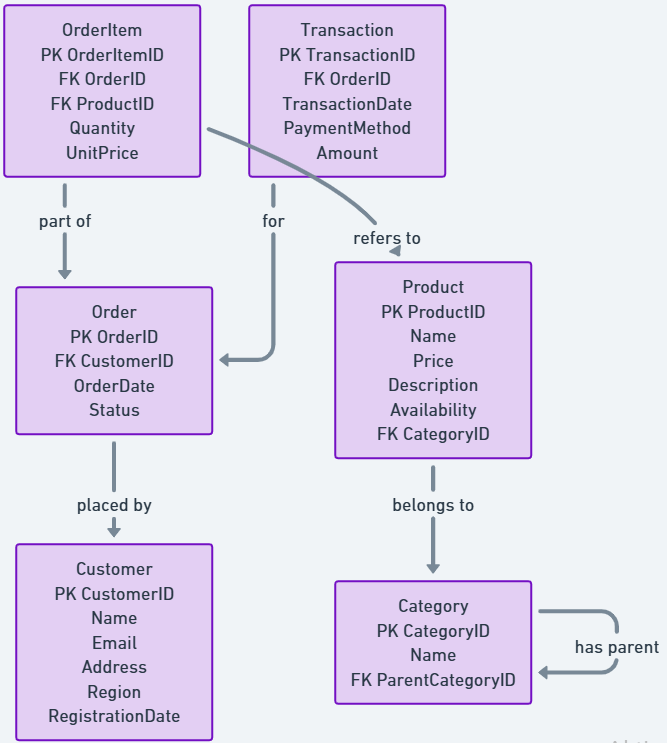 OrderItem
PK OrderItemID
FK OrderID
FK ProductID
Quantity
UnitPrice
Transaction
PK TransactionID
FK OrderID
TransactionDate
PaymentMethod
Amount
part of
for
refers to
Order
PK OrderID
FK CustomerID
OrderDate
Status
Product
PK ProductID
Name
Price
Description
Availability
FK CategoryID
placed by
belongs to
Customer
PK CustomerID
Name
Email
Address
Region
RegistrationDate
Category
PK CategoryID
Name
FK ParentCategoryID
has parent